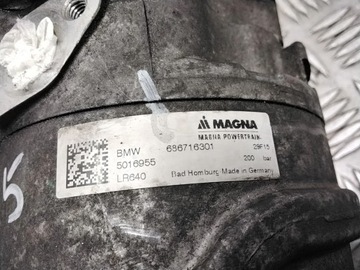 MAGNA
MAGNA POWERTRAIN
BMW 686716301 29F15
5016955 200 bar
LR640 Bad Homburg Made in Germany
5